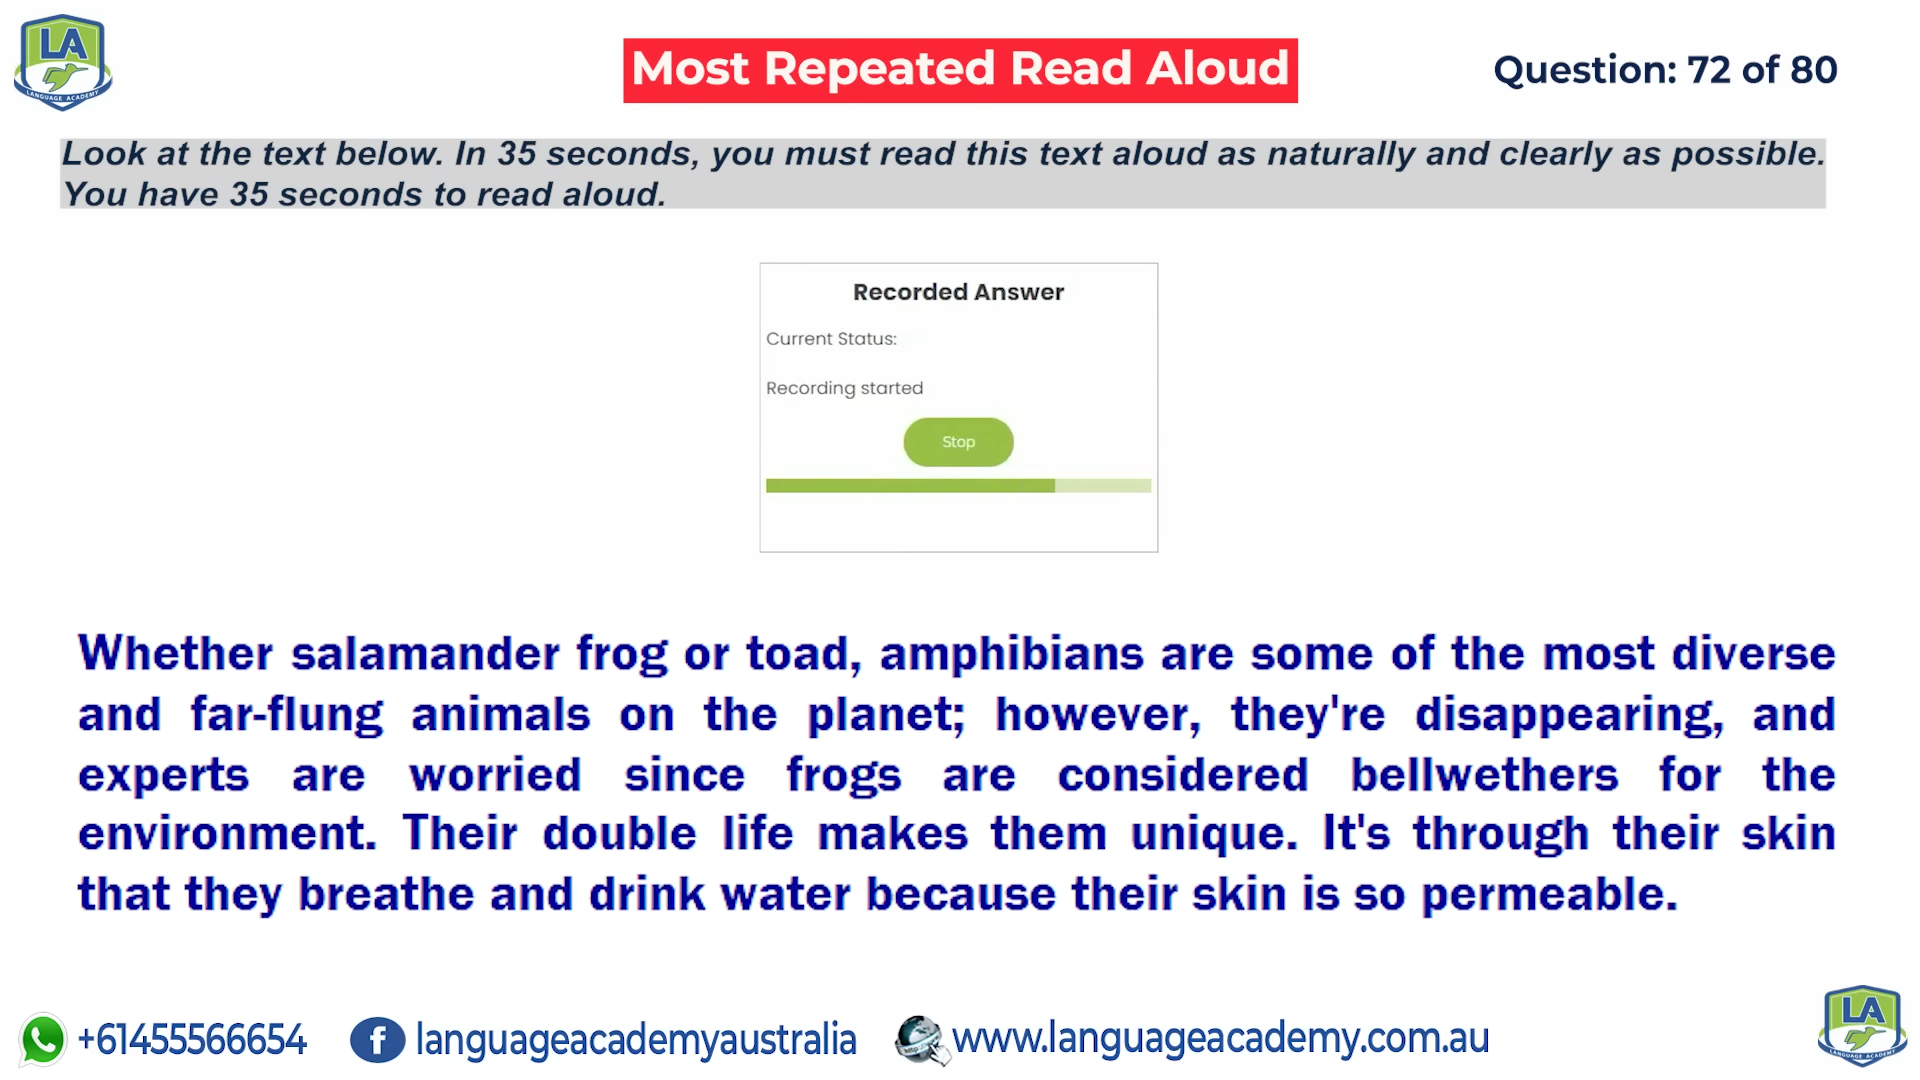 LA
LANGUAGE ACADEMY
Most Repeated Read Aloud
Question: 72 of 80
Look at the text below. In 35 seconds, you must read this text aloud as naturally and clearly as possible.
You have 35 seconds to read aloud.
Recorded Answer
Current Status:
Recording started
Stop
Whether salamander frog or toad, amphibians are some of the most diverse
and far-flung animals on the planet; however, they're disappearing, and
experts are worried since frogs are considered bellwethers for the
environment. Their double life makes them unique. It's through their skin
that they breathe and drink water because their skin is so permeable.
+61455566654
languageacademyaustralia
www.languageacademy.com.au
LA
LANGUAGE ACADEMY